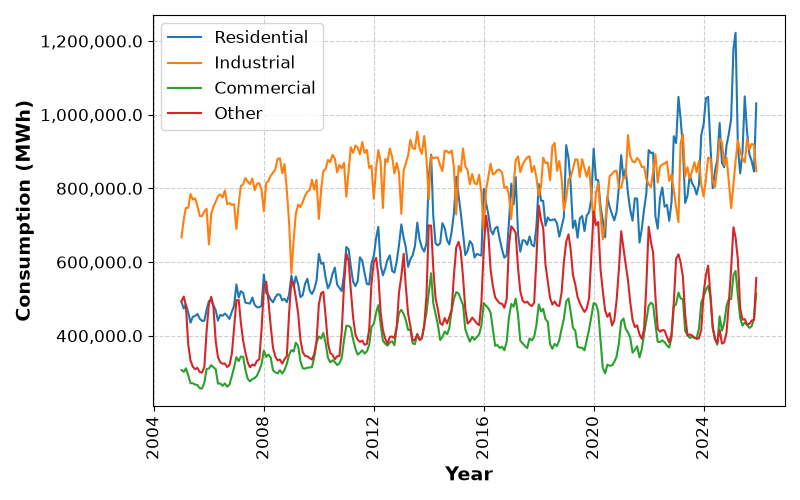 Consumption (MWh)
1,200,000.0
1,000,000.0
800,000.0
600,000.0
400,000.0
Residential
Industrial
Commercial
Other
2004
2008
2012
2016
2020
2024
Year